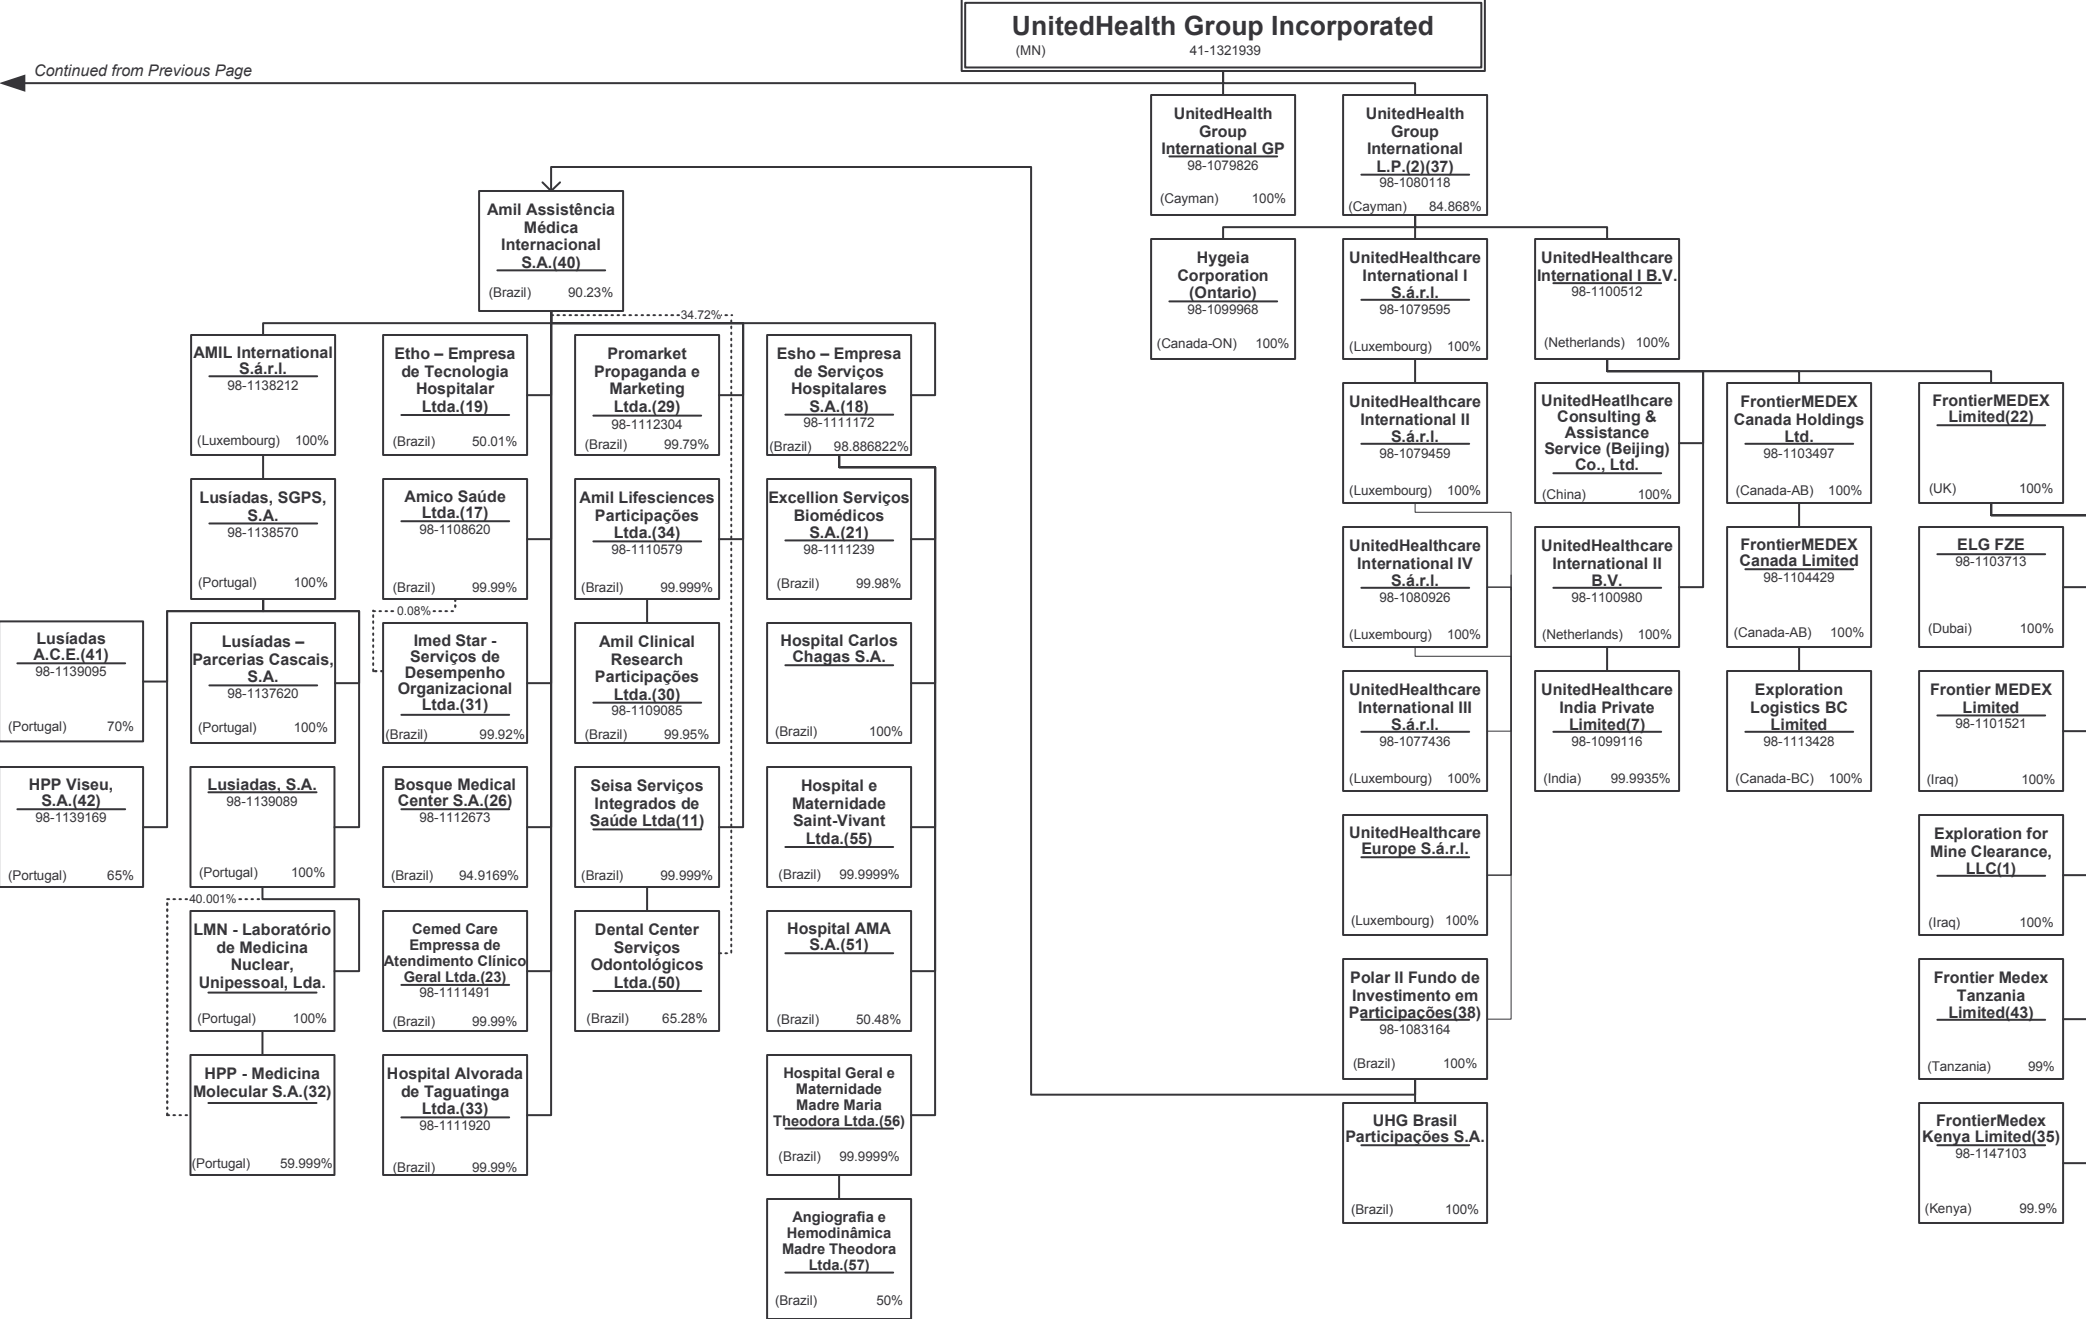 UnitedHealth Group Incorporated
(MN) 41-1321939
Continued from Previous Page
UnitedHealth
Group
International GP
98-1079826
(Cayman) 100%
UnitedHealth
Group
International
L.P.(2)(37)
98-1080118
(Cayman) 84.868%
Amil Assistência
Médica
Internacional
S.A.(40)
(Brazil) 90.23%
34.72%
Hygeia
Corporation
(Ontario)
98-1099968
(Canada-ON) 100%
UnitedHealthcare
International I
S.á.r.l.
98-1079595
(Luxembourg) 100%
UnitedHealthcare
International I B.V.
98-1100512
(Netherlands) 100%
AMIL International
S.á.r.l.
98-1138212
(Luxembourg) 100%
Etho – Empresa
de Tecnologia
Hospitalar
Ltda.(19)
(Brazil) 50.01%
Promarket
Propaganda e
Marketing
Ltda.(29)
98-1112304
(Brazil) 99.79%
Esho – Empresa
de Serviços
Hospitalares
S.A.(18)
98-1111172
(Brazil) 98.886822%
UnitedHealthcare
International II
S.á.r.l.
98-1079459
(Luxembourg) 100%
UnitedHeatlhcare
Consulting &
Assistance
Service (Beijing)
Co., Ltd.
(China) 100%
FrontierMEDEX
Canada Holdings
Ltd.
98-1103497
(Canada-AB) 100%
FrontierMEDEX
Limited(22)
(UK) 100%
Lusíadas, SGPS,
S.A.
98-1138570
(Portugal) 100%
Amico Saúde
Ltda.(17)
98-1108620
(Brazil) 99.99%
0.08%
Amil Lifesciences
Participações
Ltda.(34)
98-1110579
(Brazil) 99.999%
Excellion Serviços
Biomédicos
S.A.(21)
98-1111239
(Brazil) 99.98%
UnitedHealthcare
International IV
S.á.r.l.
98-1080926
(Luxembourg) 100%
UnitedHealthcare
International II
B.V.
98-1100980
(Netherlands) 100%
FrontierMEDEX
Canada Limited
98-1104429
(Canada-AB) 100%
ELG FZE
98-1103713
(Dubai) 100%
Lusíadas
A.C.E.(41)
98-1139095
(Portugal) 70%
Lusíadas –
Parcerias Cascais,
S.A.
98-1137620
(Portugal) 100%
Imed Star -
Serviços de
Desempenho
Organizacional
Ltda.(31)
(Brazil) 99.92%
Amil Clinical
Research
Participações
Ltda.(30)
98-1109085
(Brazil) 99.95%
Hospital Carlos
Chagas S.A.
(Brazil) 100%
UnitedHealthcare
International III
S.á.r.l.
98-1077436
(Luxembourg) 100%
UnitedHealthcare
India Private
Limited(7)
98-1099116
(India) 99.9935%
Exploration
Logistics BC
Limited
98-1113428
(Canada-BC) 100%
Frontier MEDEX
Limited
98-1101521
(Iraq) 100%
HPP Viseu,
S.A.(42)
98-1139169
(Portugal) 65%
Lusiadas, S.A.
98-1139089
(Portugal) 100%
40.001%
Bosque Medical
Center S.A.(26)
98-1112673
(Brazil) 94.9169%
Seisa Serviços
Integrados de
Saúde Ltda(11)
(Brazil) 99.999%
Hospital e
Maternidade
Saint-Vivant
Ltda.(55)
(Brazil) 99.9999%
UnitedHealthcare
Europe S.á.r.l.
(Luxembourg) 100%
Exploration for
Mine Clearance,
LLC(1)
(Iraq) 100%
LMN - Laboratório
de Medicina
Nuclear,
Unipessoal, Lda.
(Portugal) 100%
Cemed Care
Empressa de
Atendimento Clínico
Geral Ltda.(23)
98-1111491
(Brazil) 99.99%
Dental Center
Serviços
Odontológicos
Ltda.(50)
(Brazil) 65.28%
Hospital AMA
S.A.(51)
(Brazil) 50.48%
Polar II Fundo de
Investimento em
Participações(38)
98-1083164
(Brazil) 100%
Frontier Medex
Tanzania
Limited(43)
(Tanzania) 99%
HPP - Medicina
Molecular S.A.(32)
(Portugal) 59.999%
Hospital Alvorada
de Taguatinga
Ltda.(33)
98-1111920
(Brazil) 99.99%
Hospital Geral e
Maternidade
Madre Maria
Theodora Ltda.(56)
(Brazil) 99.9999%
UHG Brasil
Participações S.A.
(Brazil) 100%
FrontierMedex
Kenya Limited(35)
98-1147103
(Kenya) 99.9%
Angiografia e
Hemodinâmica
Madre Theodora
Ltda.(57)
(Brazil) 50%